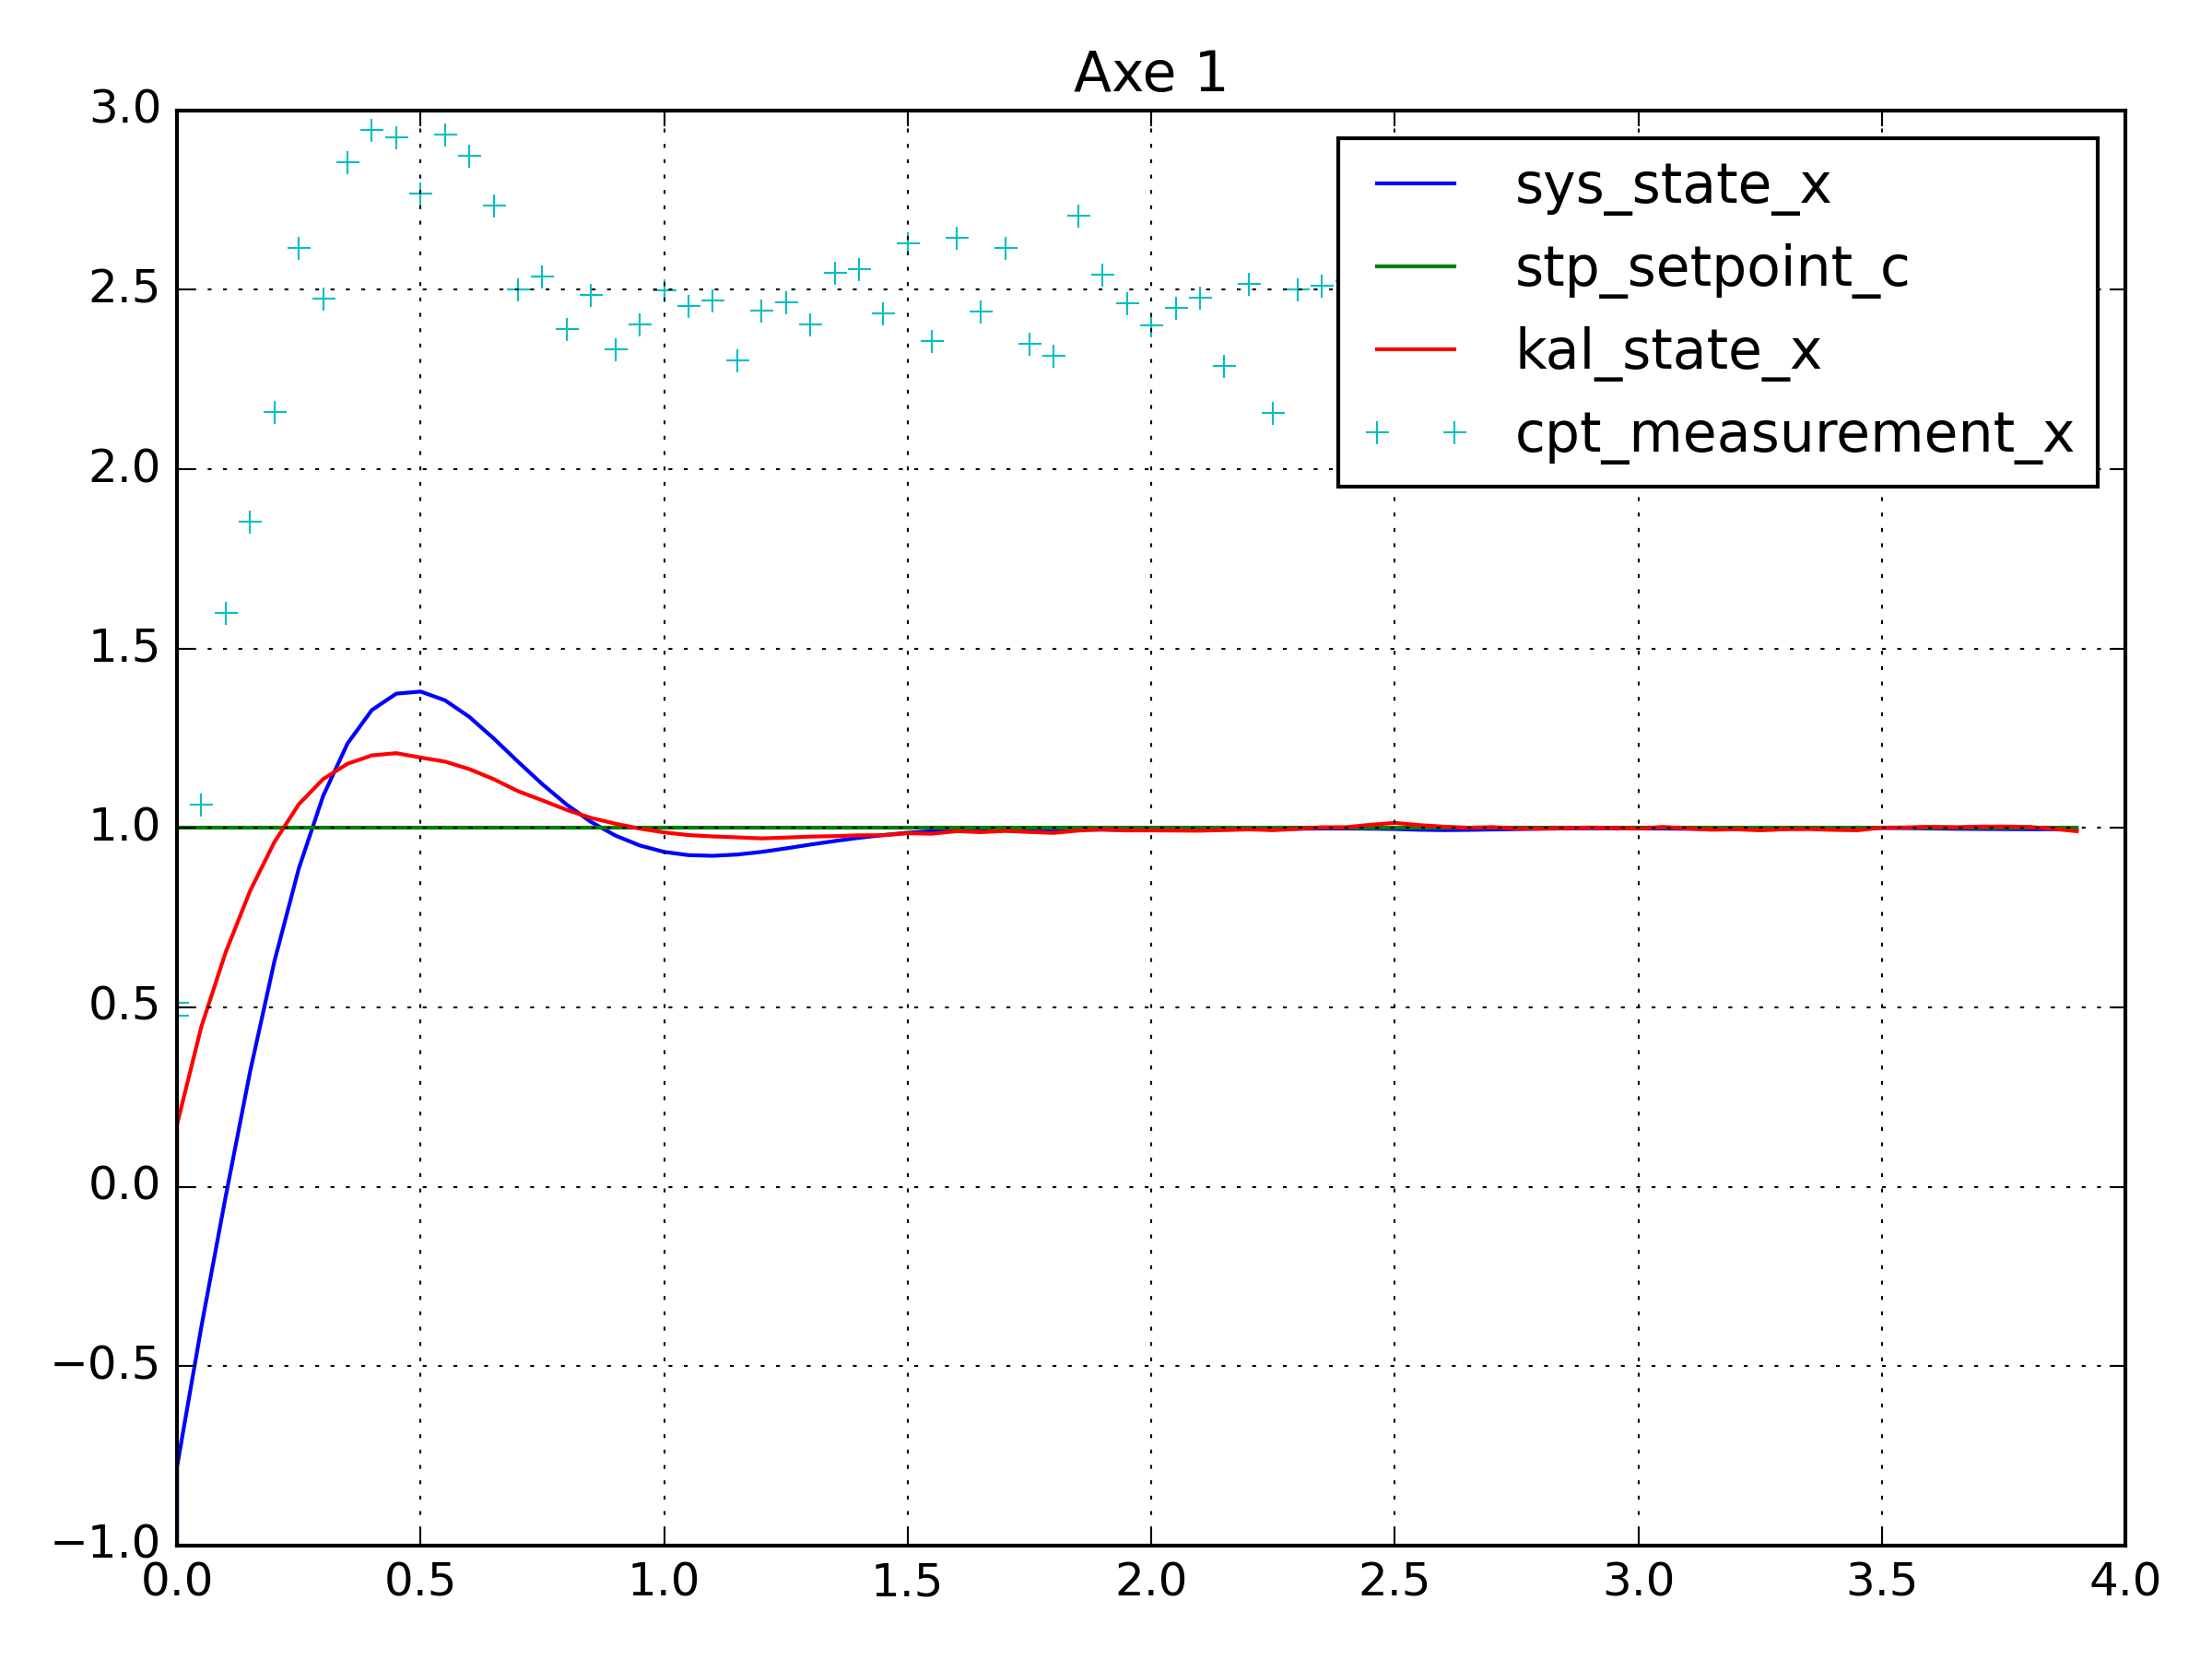 Axe 1
3.0
2.5
2.0
1.5
1.0
0.5
0.0
−0.5
−1.0
sys_state_x
stp_setpoint_c
kal_state_x
cpt_measurement_x
0.0 0.5 1.0 1.5 2.0 2.5 3.0 3.5 4.0